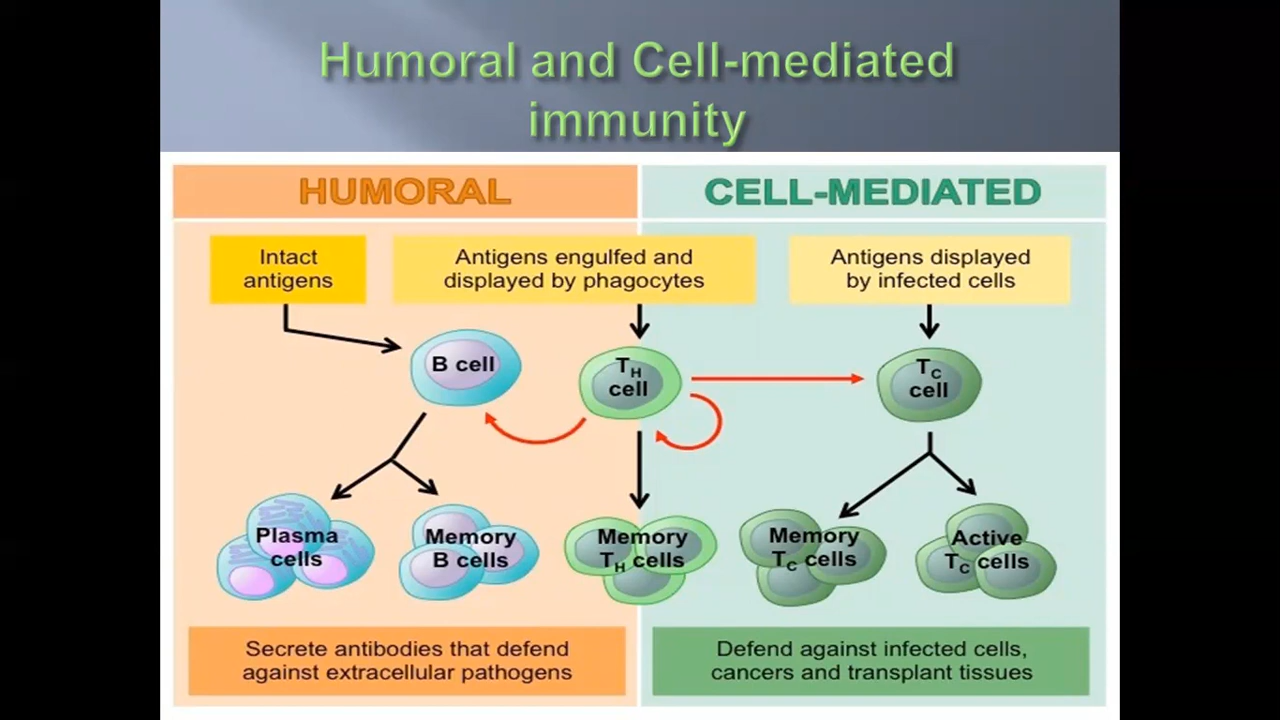 Humoral and Cell-mediated
immunity
HUMORAL
CELL-MEDIATED
Intact
antigens
Antigens engulfed and
displayed by phagocytes
Antigens displayed
by infected cells
B cell
TH
cell
TC
cell
Plasma
cells
Memory
B cells
Memory
TH cells
Memory
TC cells
Active
TC cells
Secrete antibodies that defend
against extracellular pathogens
Defend against infected cells,
cancers and transplant tissues